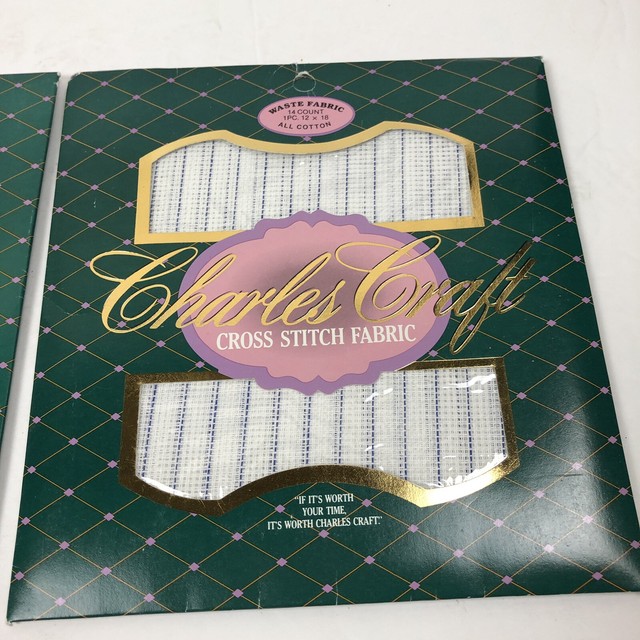 WASTE FABRIC
14 COUNT
1PC. 12 × 18
ALL COTTON
Charles Craft
CROSS STITCH FABRIC
"IF IT'S WORTH
YOUR TIME,
IT'S WORTH CHARLES CRAFT."